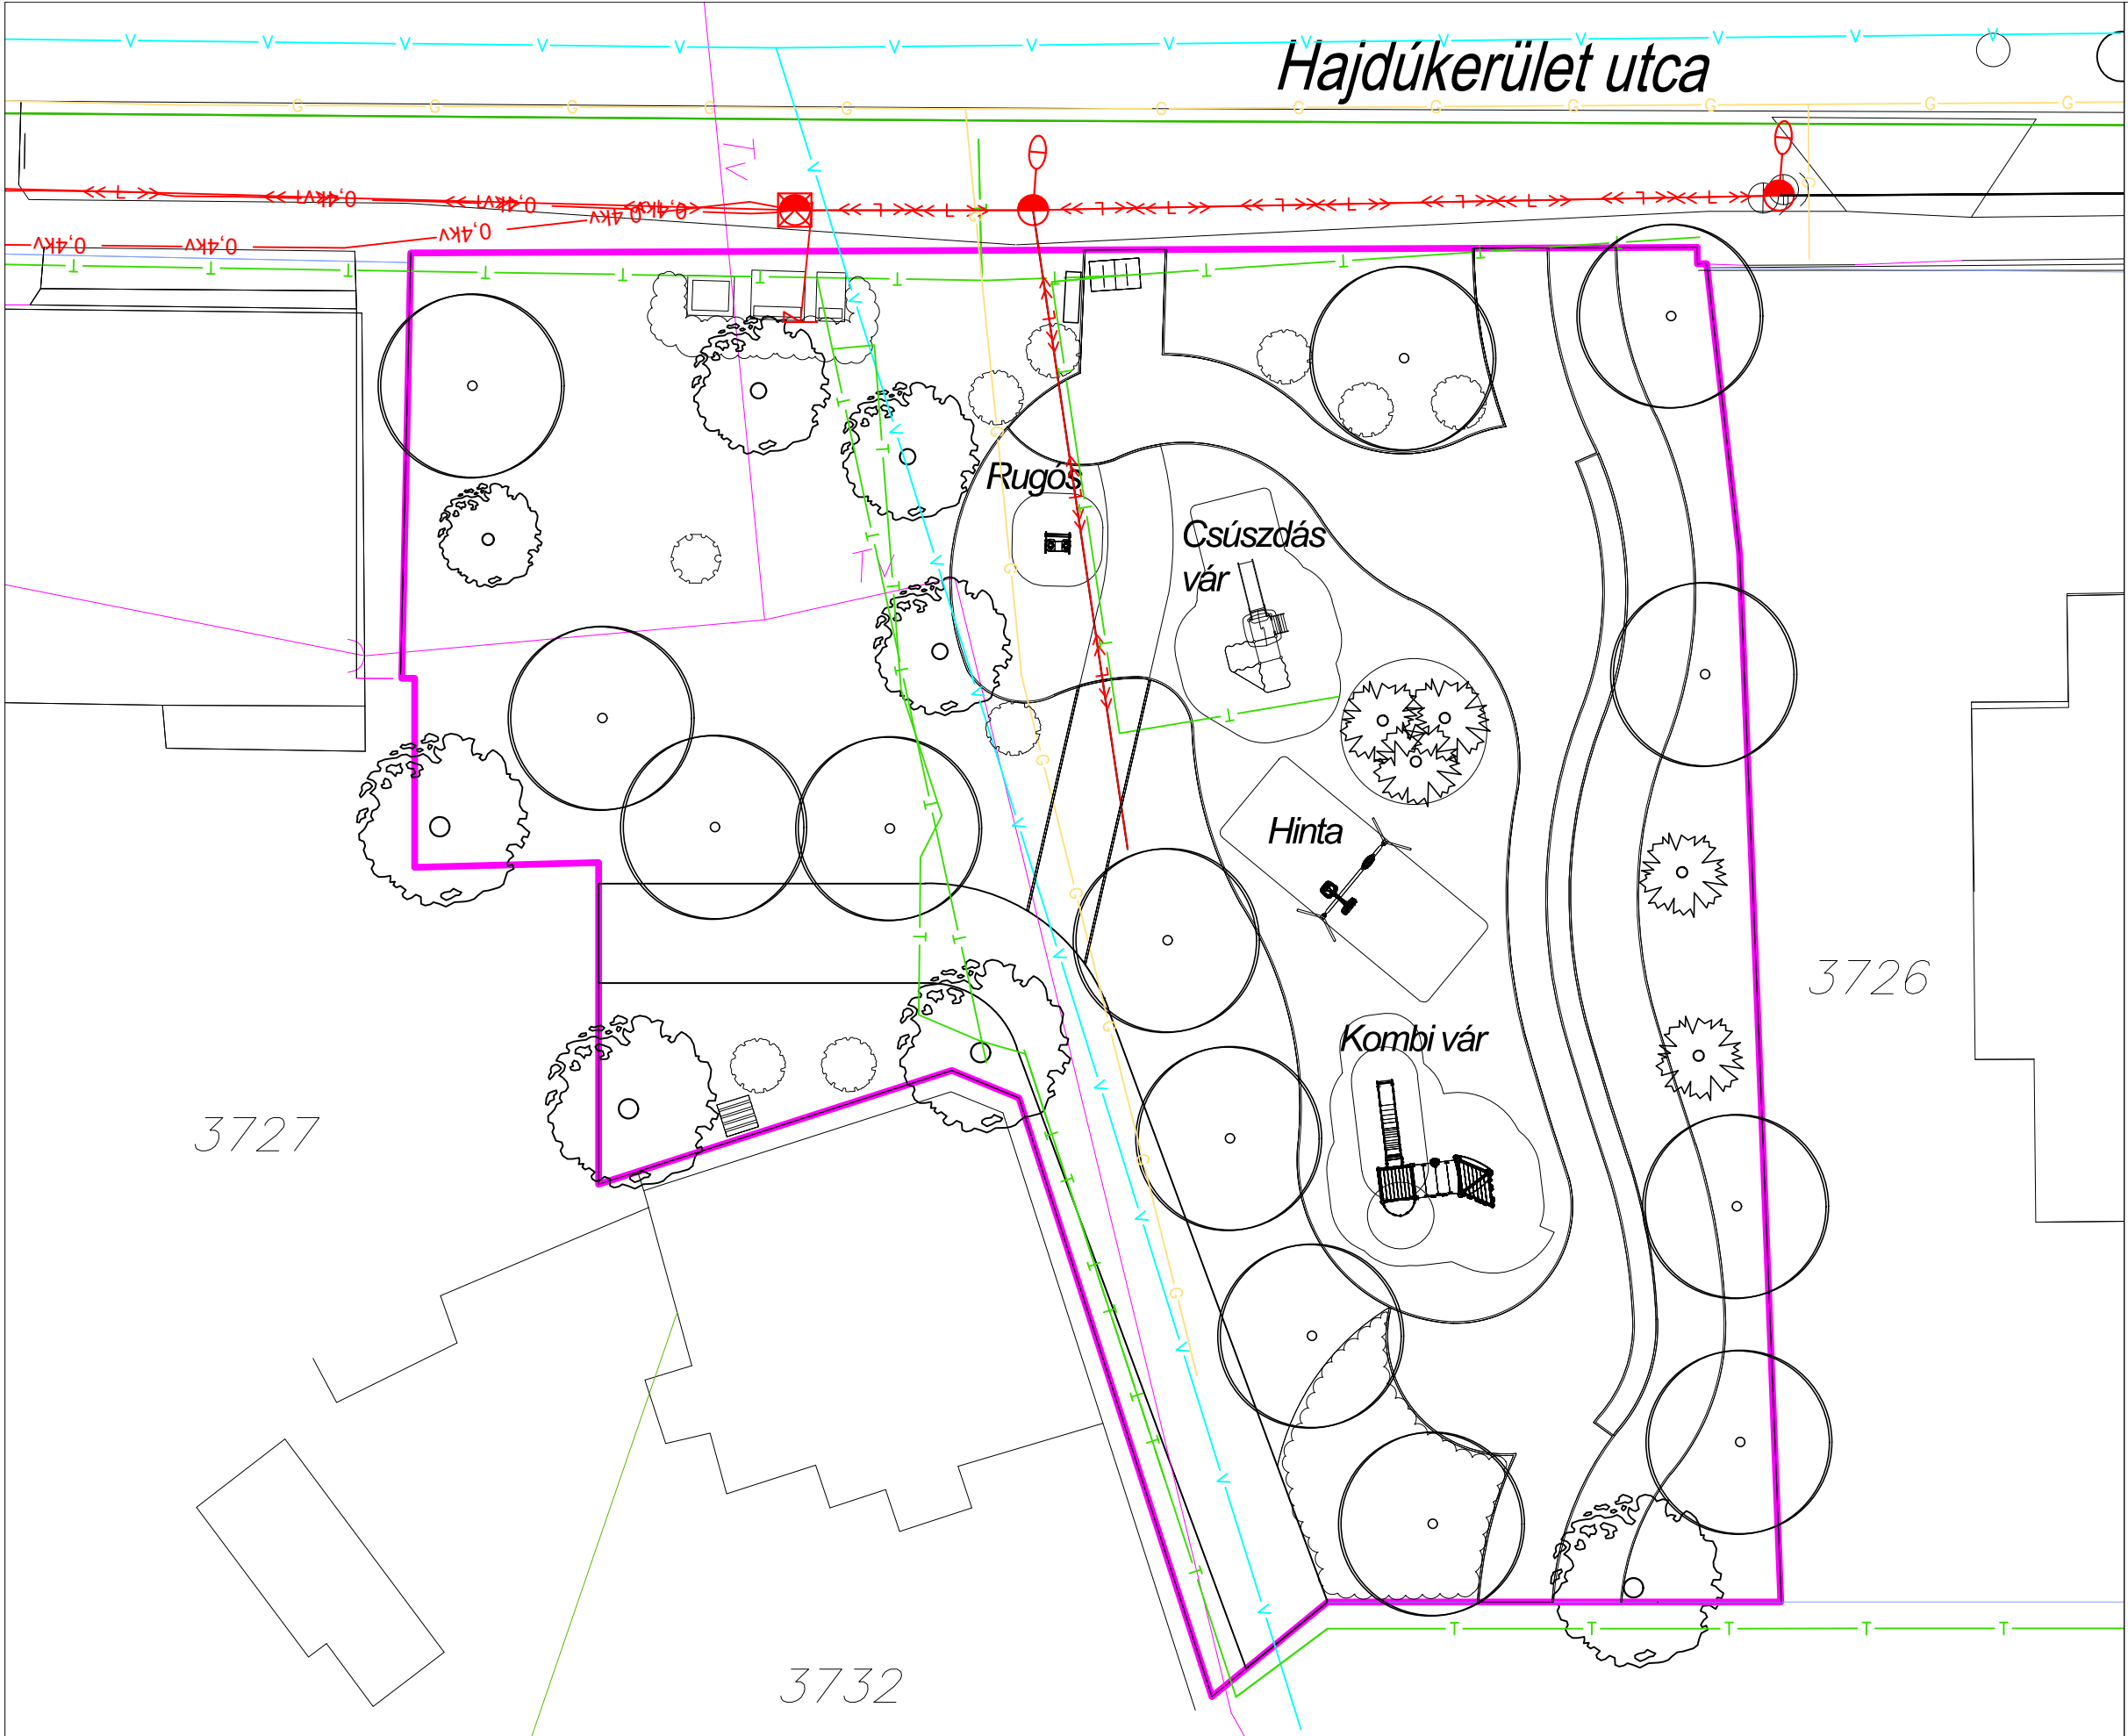 Hajdúkerület utca
0,4kv 0,4kv 0,4kv 0,4kv
0,4kv 0,4kv 0,4kv
TV
Rugós
Csúszdás
vár
TV
Hinta
3726
Kombi vár
3727
3732